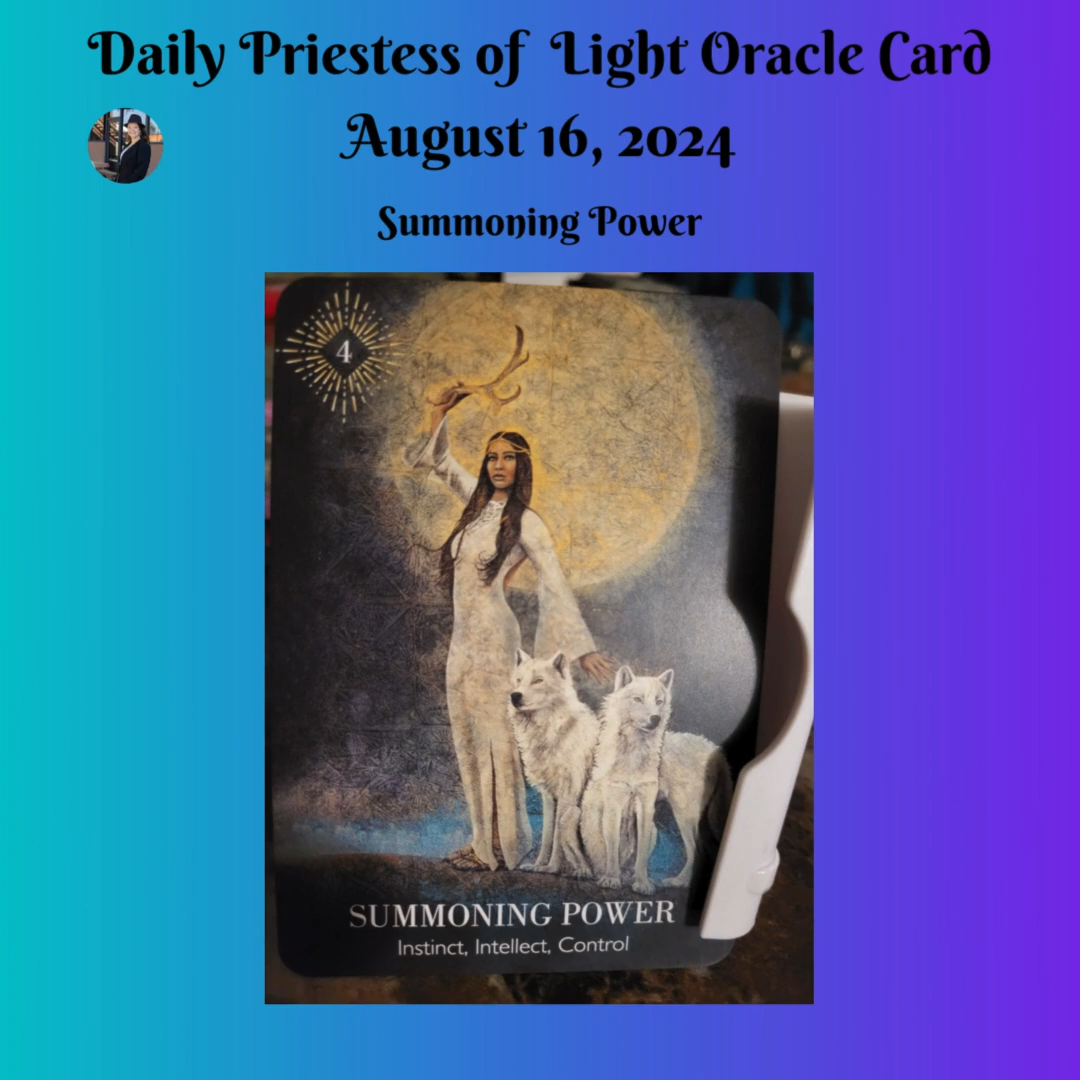 Daily Priestess of Light Oracle Card
August 16, 2024
Summoning Power
4
SUMMONING POWER
Instinct, Intellect, Control